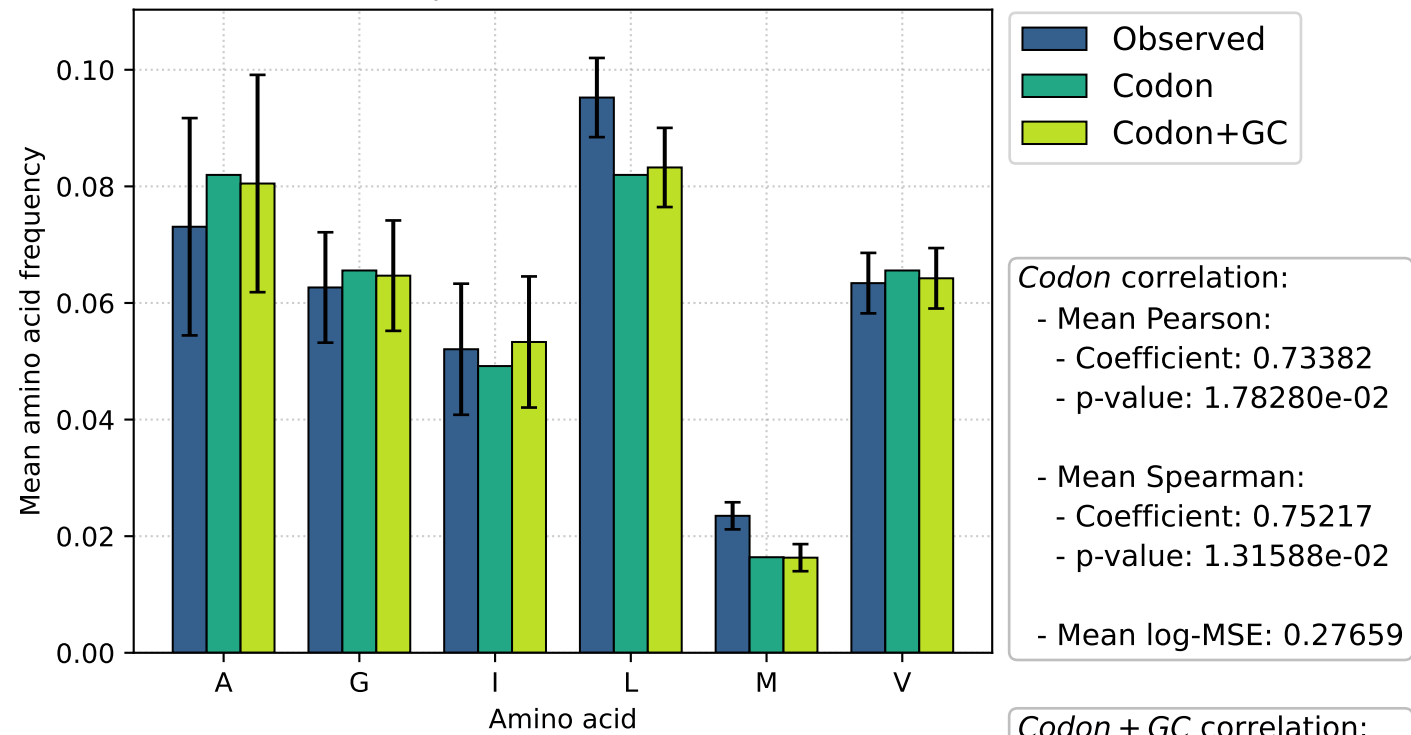 Observed
Codon
Codon+GC
Mean amino acid frequency
0.10
0.08
0.06
0.04
0.02
0.00
A G I L M V
Amino acid
Codon correlation:
- Mean Pearson:
- Coefficient: 0.73382
- p-value: 1.78280e-02
- Mean Spearman:
- Coefficient: 0.75217
- p-value: 1.31588e-02
- Mean log-MSE: 0.27659
Codon + GC correlation: